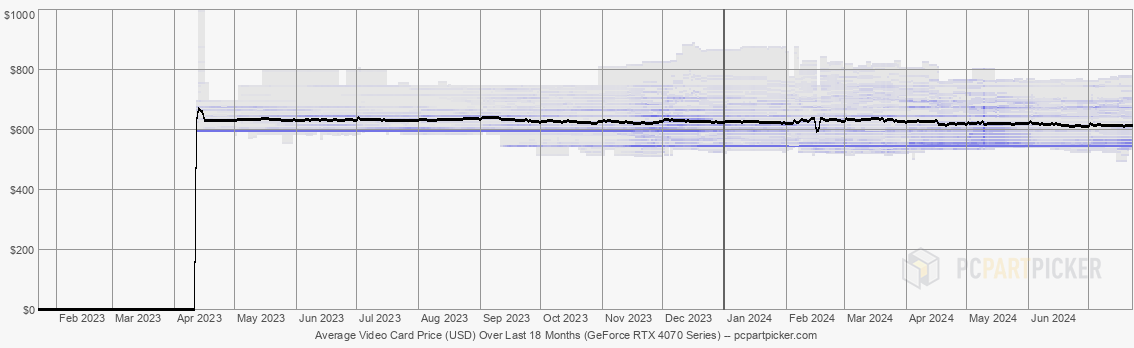 $1000
$800
$600
$400
$200
$0
PCPARTPICKER
Feb 2023 Mar 2023 Apr 2023 May 2023 Jun 2023 Jul 2023 Aug 2023 Sep 2023 Oct 2023 Nov 2023 Dec 2023 Jan 2024 Feb 2024 Mar 2024 Apr 2024 May 2024 Jun 2024
Average Video Card Price (USD) Over Last 18 Months (GeForce RTX 4070 Series) -- pcpartpicker.com